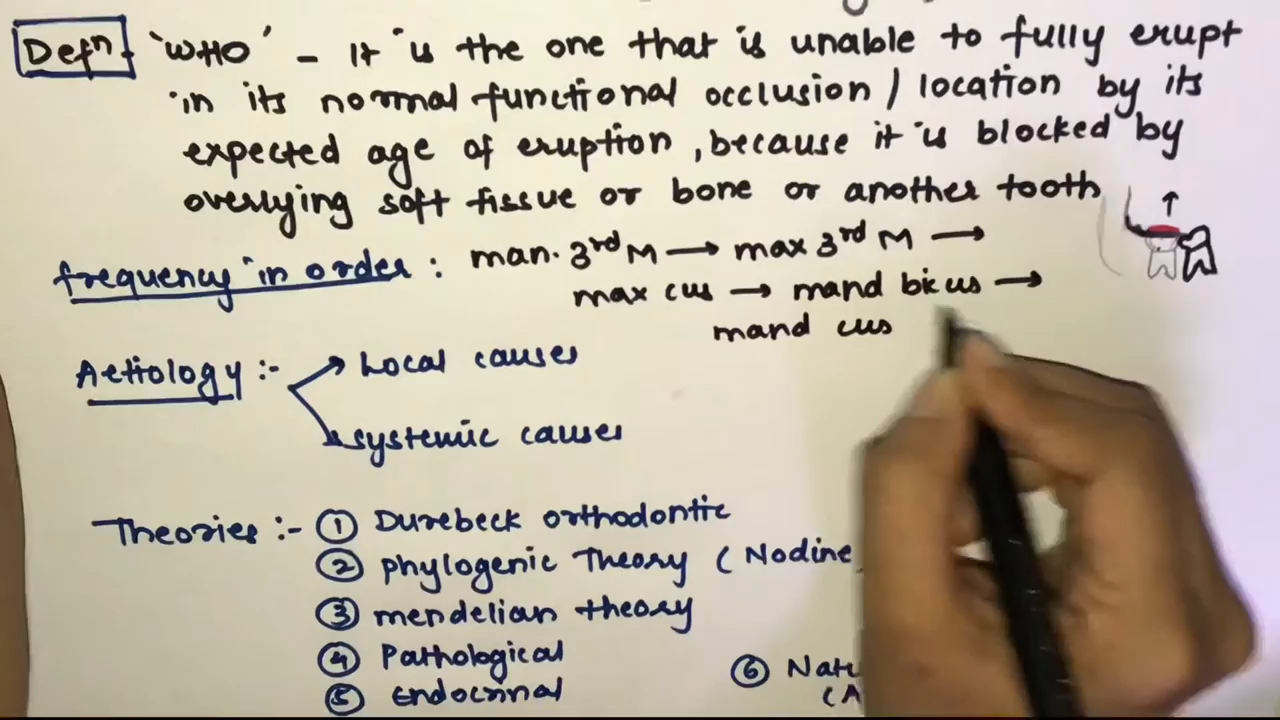 Defⁿ - 'WHO' - It is the one that is unable to fully erupt
in its normal functional occlusion / location by its
expected age of eruption, because it is blocked by
overlying soft tissue or bone or another tooth
frequency in order : man. 3rd M → max 3rd M →
max cus → mand bicus →
mand cus
Aetiology :- Local causes
systemic causes
Theories :- ① Durebeck orthodontic
② phylogenic Theory ( Nodine
③ mendelian theory
④ Pathological
⑤ Endocrinal
⑥